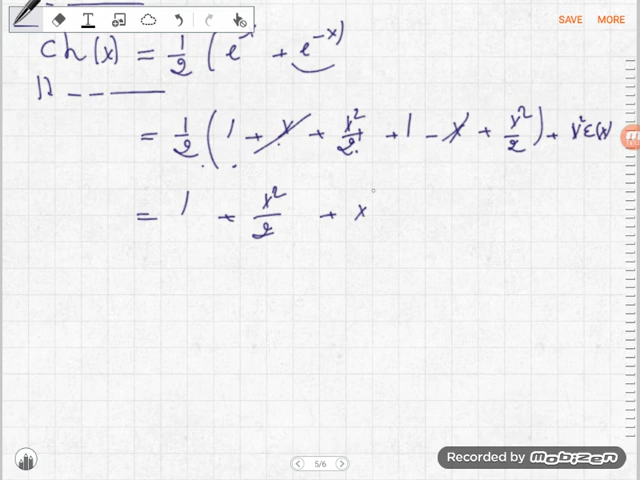 SAVE MORE
ch(x) = 1/2 (e^x + e^-x)
= 1/2 (1 + x + x²/2! + 1 - x + x²/2) + x²ε(x)
= 1 + x²/2 + x
5/6
Recorded by MOBIZEN